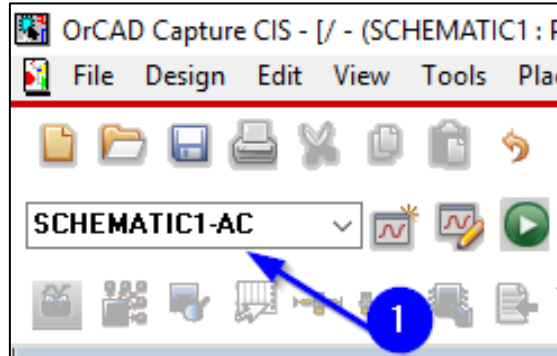 OrCAD Capture CIS - [/ - (SCHEMATIC1 :
File Design Edit View Tools Pla
SCHEMATIC1-AC
1